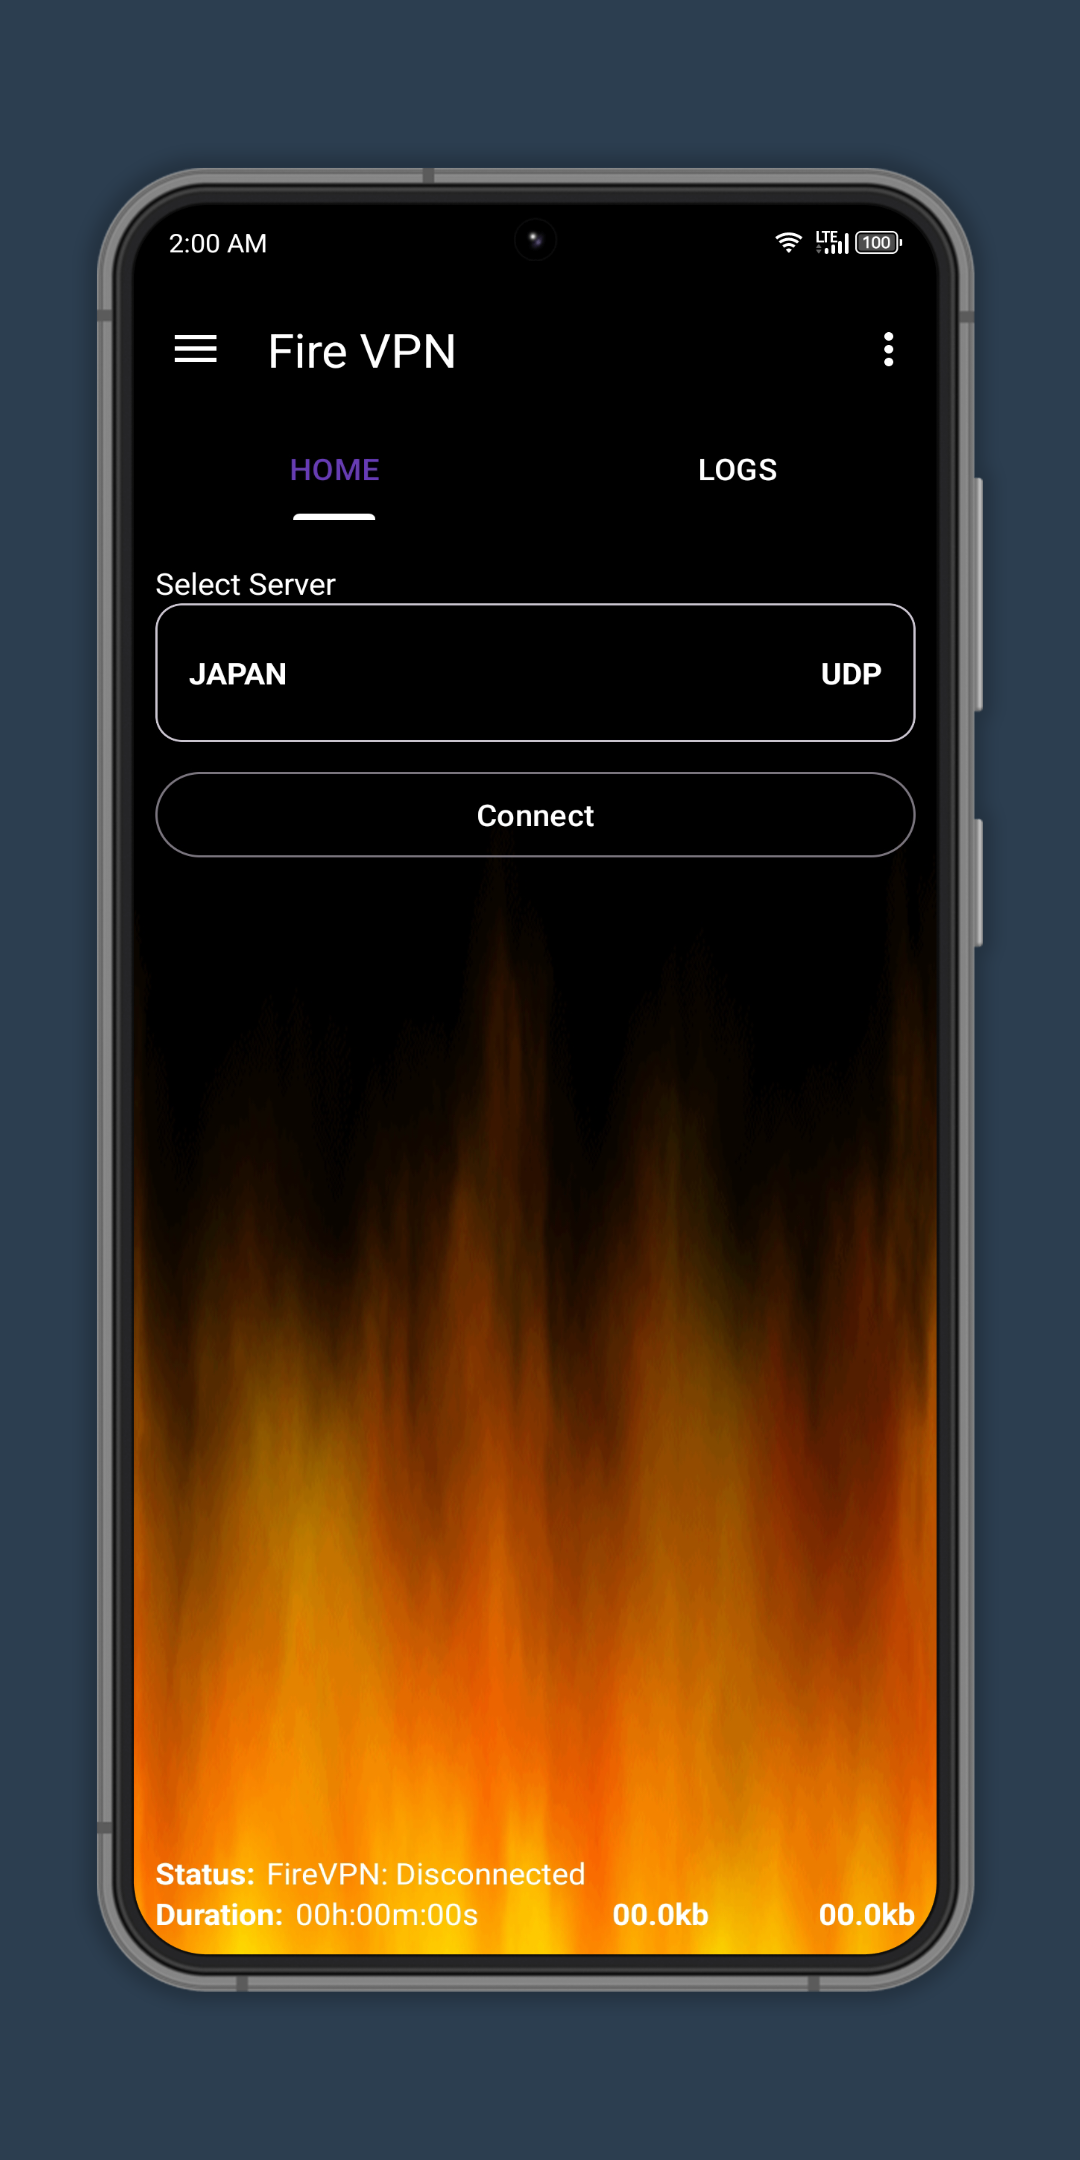 2:00 AM LTE 100
Fire VPN
HOME LOGS
Select Server
JAPAN UDP
Connect
Status: FireVPN: Disconnected
Duration: 00h:00m:00s 00.0kb 00.0kb